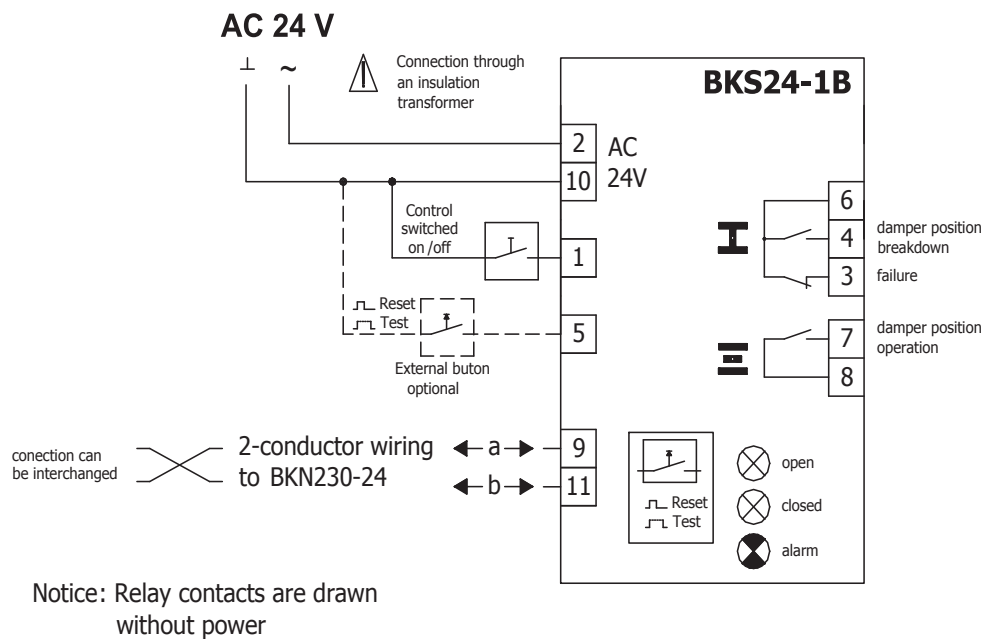 AC 24 V
⊥ ~
Connection through
an insulation
transformer
BKS24-1B
2
AC
10
24V
Control
switched
on /off
1
Reset
Test
5
External buton
optional
6
4
damper position
breakdown
3
failure
7
damper position
operation
8
conection can
be interchanged
2-conductor wiring
to BKN230-24
a
9
b
11
Reset
Test
open
closed
alarm
Notice: Relay contacts are drawn
without power